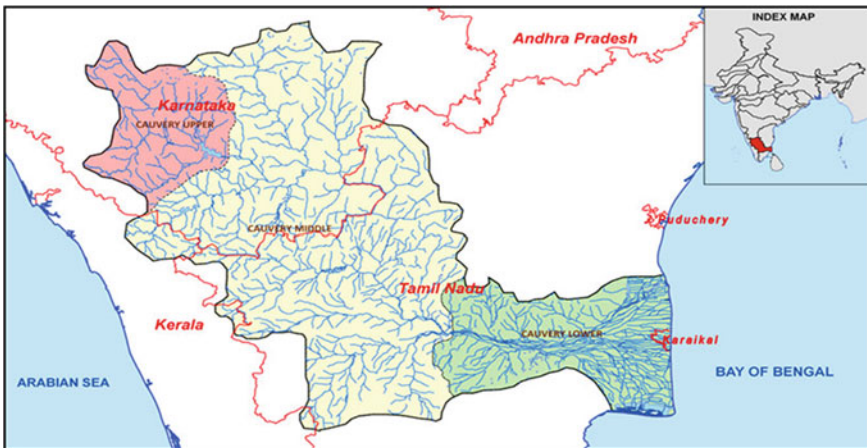 INDEX MAP
Andhra Pradesh
Karnataka
CAUVERY UPPER
Puduchery
CAUVERY MIDDLE
Tamil Nadu
Kerala
CAUVERY LOWER
Karaikal
ARABIAN SEA
BAY OF BENGAL